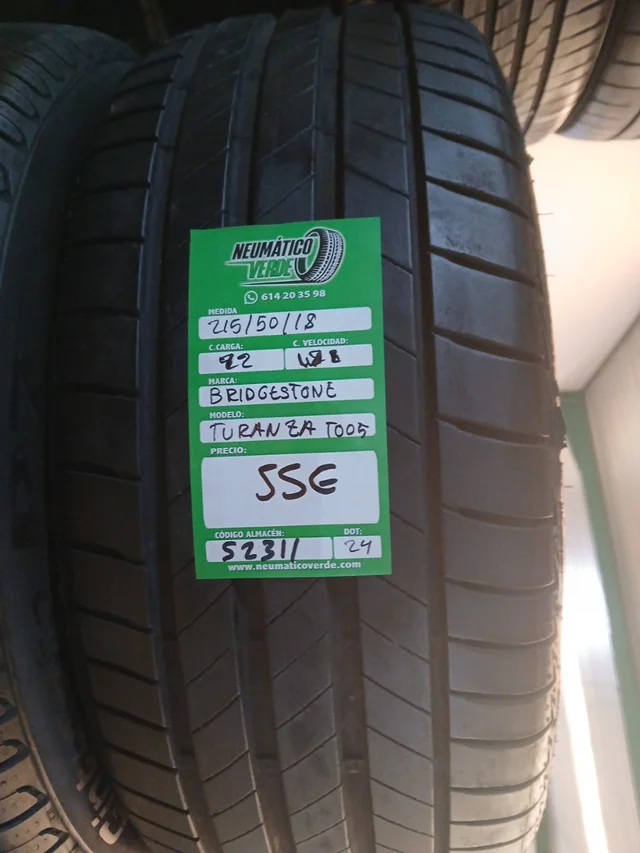 NEUMÁTICO
VERDE
614 20 35 98
MEDIDA
215/50/18
C.CARGA: C. VELOCIDAD:
92
MARCA:
BRIDGESTONE
MODELO:
TURANZA T005
PRECIO:
55€
CÓDIGO ALMACÉN: DOT:
52311 24
www.neumaticoverde.com